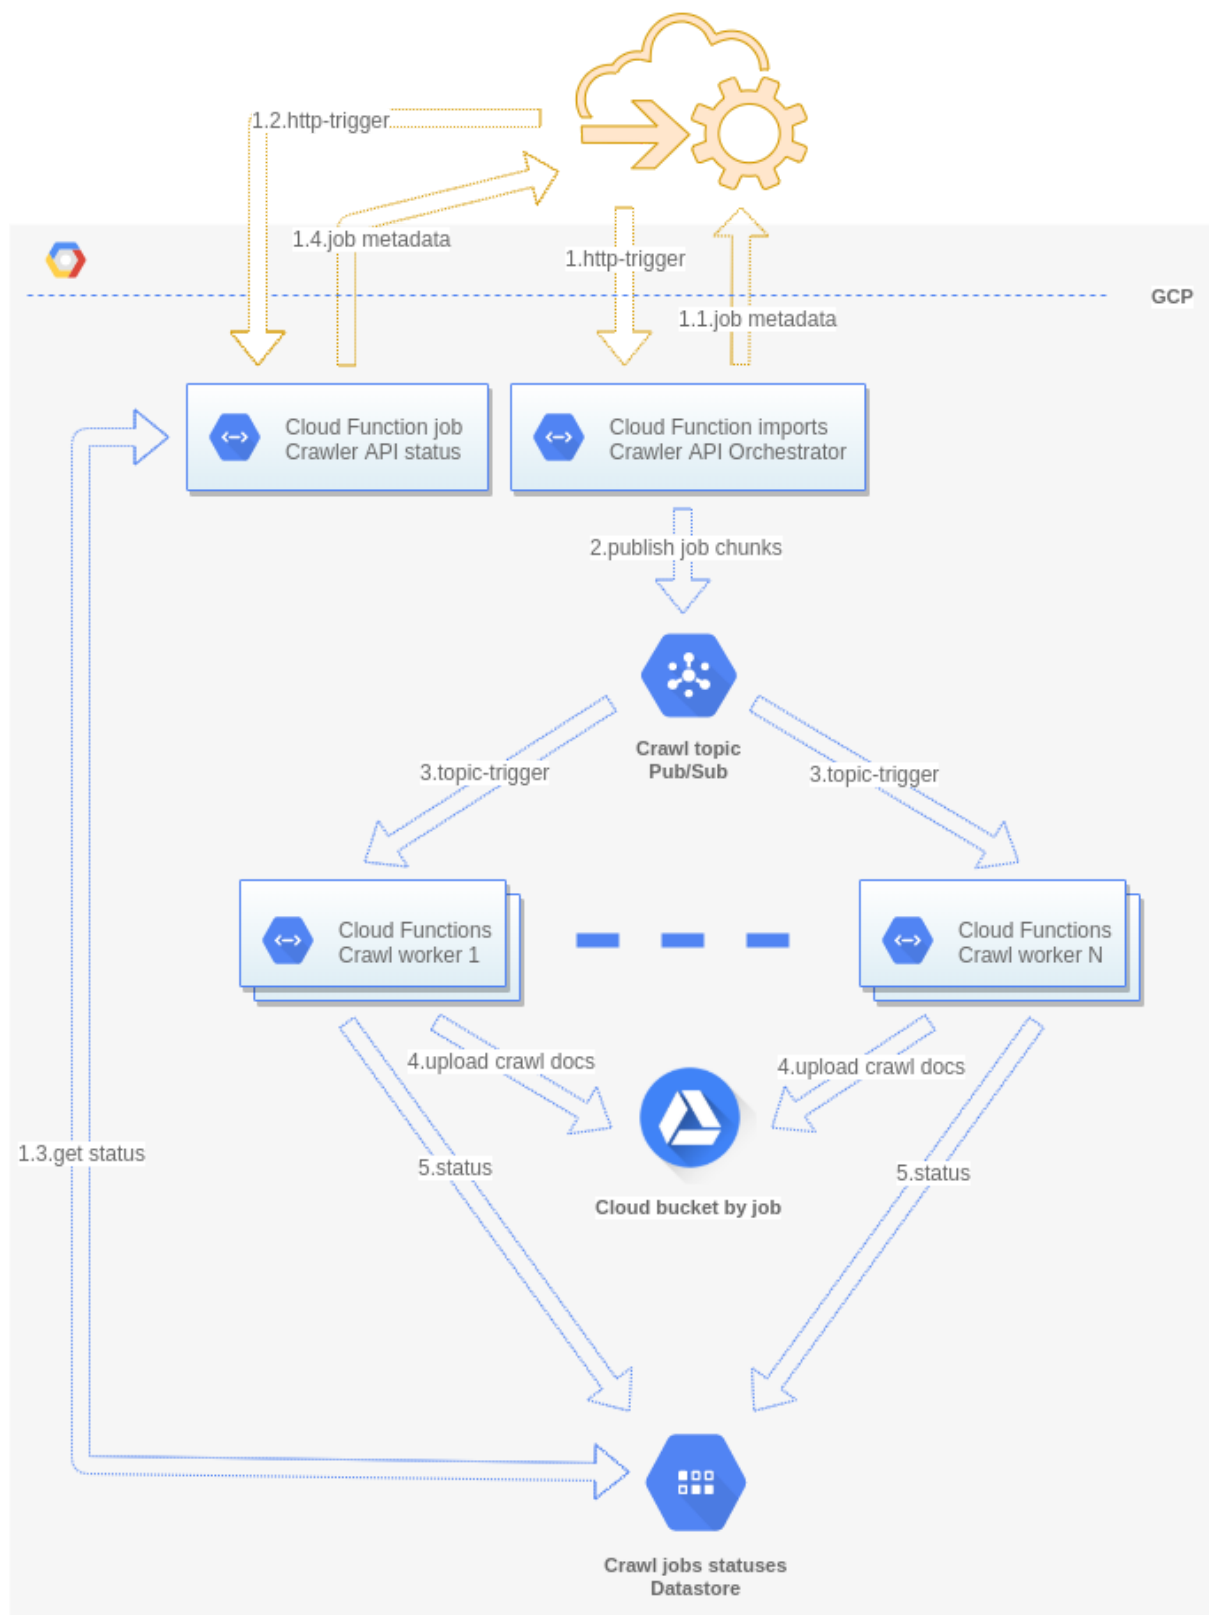 1.2.http-trigger
1.4.job metadata
1.http-trigger
GCP
1.1.job metadata
Cloud Function job
Crawler API status
Cloud Function imports
Crawler API Orchestrator
2.publish job chunks
Crawl topic
Pub/Sub
3.topic-trigger
3.topic-trigger
Cloud Functions
Crawl worker 1
Cloud Functions
Crawl worker N
4.upload crawl docs
4.upload crawl docs
1.3.get status
5.status
5.status
Cloud bucket by job
Crawl jobs statuses
Datastore